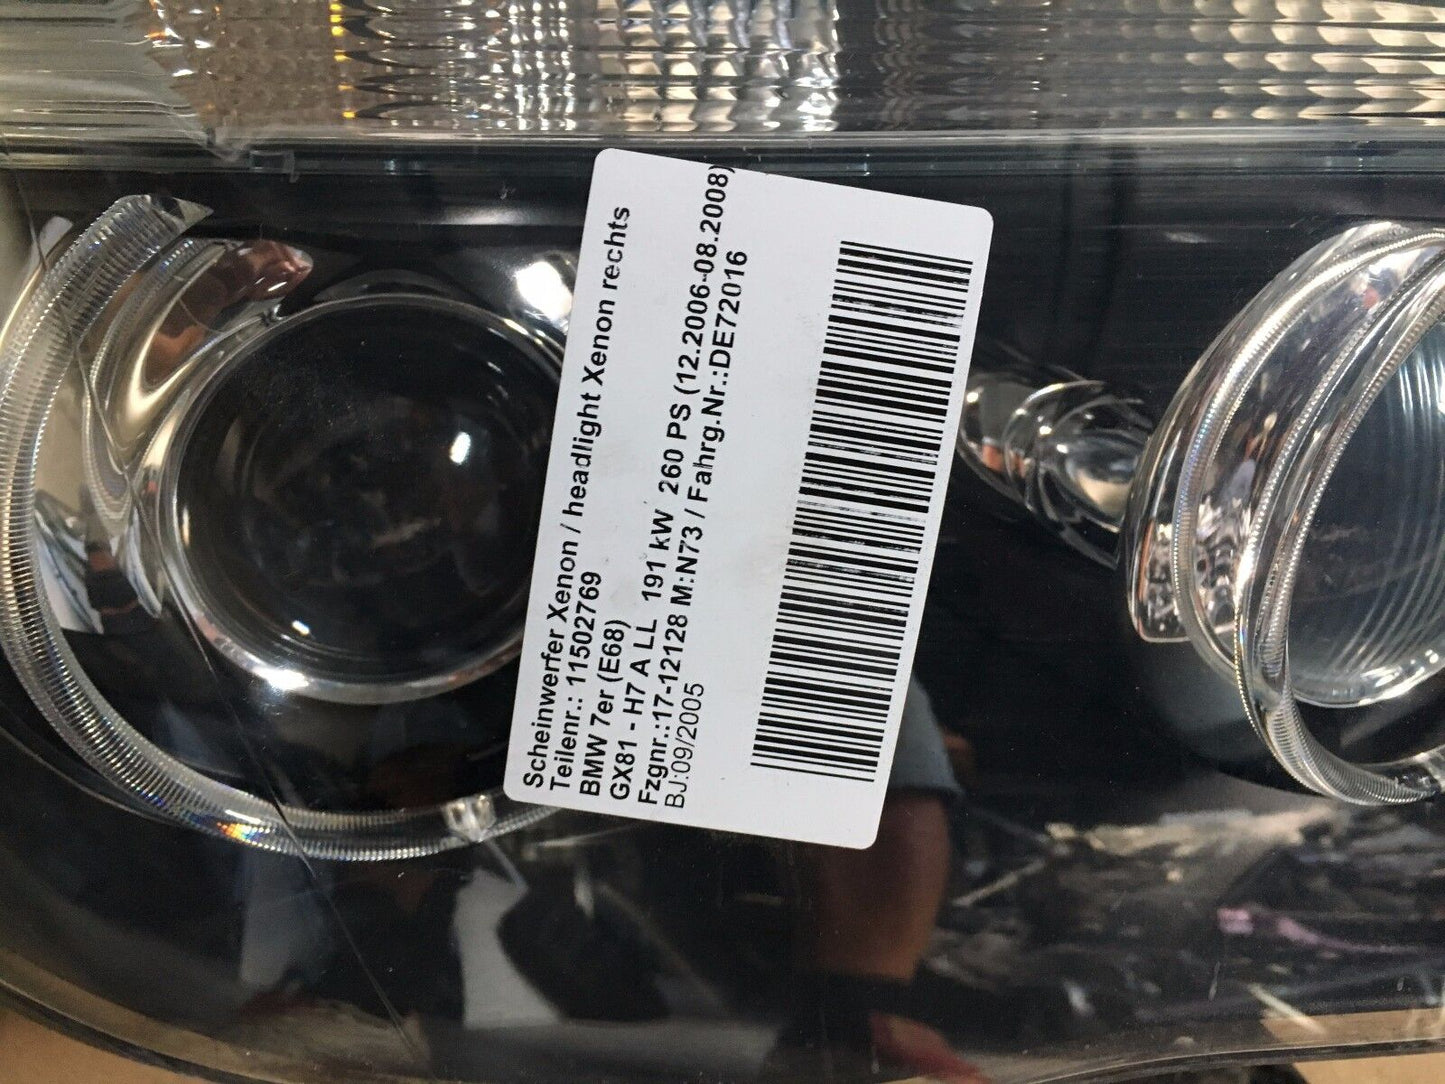 Scheinwerfer Xenon / headlight Xenon rechts
Teilenr.: 11502769
BMW 7er (E68)
GX81 - H7 A LL 191 kW 260 PS (12.2006-08.2008)
Fzgnr.:17-12128 M:N73 / Fahrg.Nr.:DE72016
BJ:09/2005